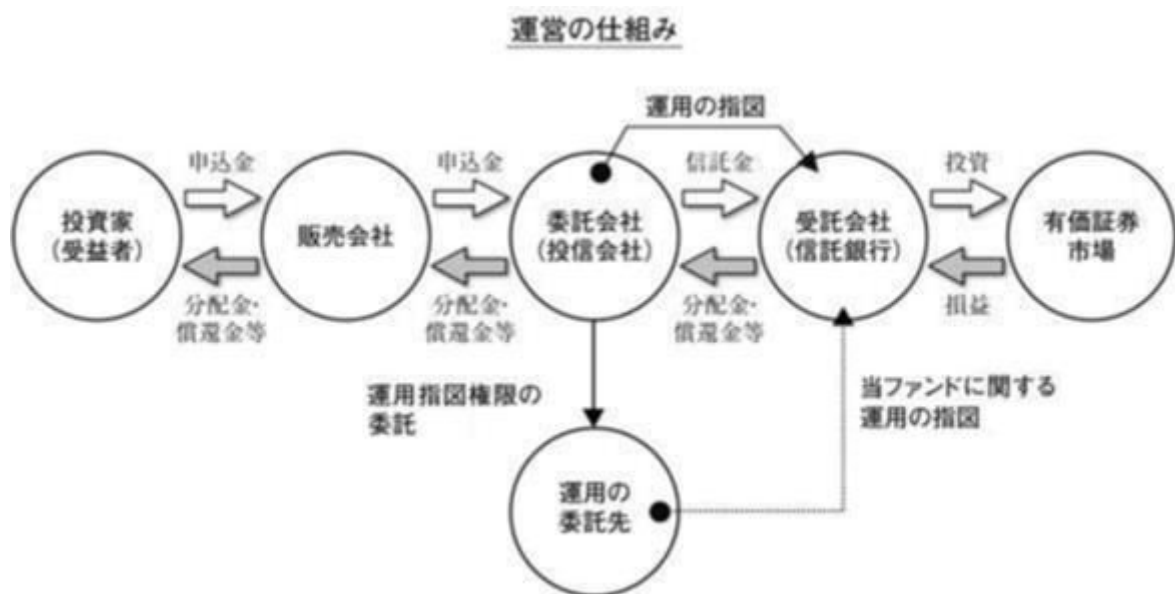 運営の仕組み
運用の指図
申込金
申込金
信託金
投資
投資家
(受益者)
販売会社
委託会社
(投信会社)
受託会社
(信託銀行)
有価証券
市場
分配金・
償還金等
分配金・
償還金等
分配金・
償還金等
損益
運用指図権限の
委託
当ファンドに関する
運用の指図
運用の
委託先